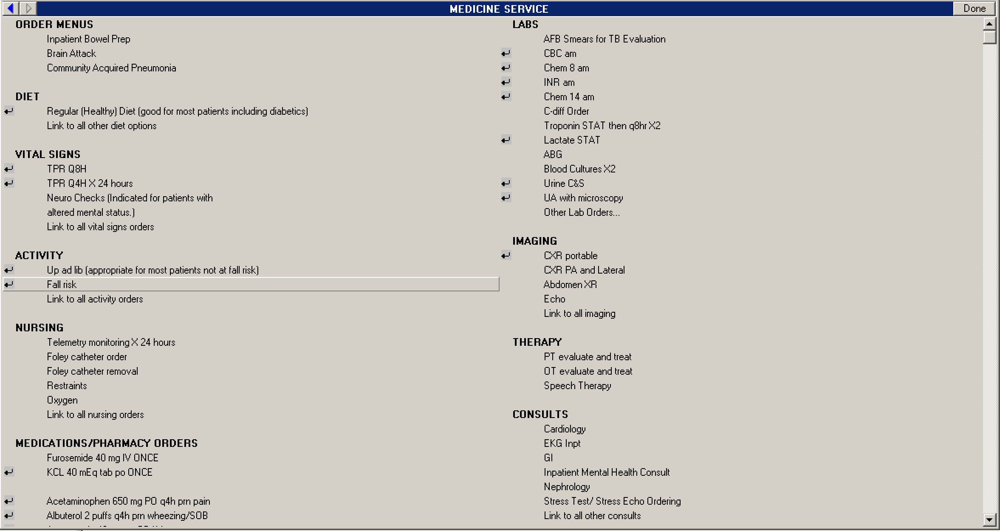 MEDICINE SERVICE
Done
ORDER MENUS
Inpatient Bowel Prep
Brain Attack
Community Acquired Pneumonia
DIET
Regular (Healthy) Diet (good for most patients including diabetics)
Link to all other diet options
VITAL SIGNS
TPR Q8H
TPR Q4H X 24 hours
Neuro Checks (Indicated for patients with
altered mental status.)
Link to all vital signs orders
ACTIVITY
Up ad lib (appropriate for most patients not at fall risk)
Fall risk
Link to all activity orders
NURSING
Telemetry monitoring X 24 hours
Foley catheter order
Foley catheter removal
Restraints
Oxygen
Link to all nursing orders
MEDICATIONS/PHARMACY ORDERS
Furosemide 40 mg IV ONCE
KCL 40 mEq tab po ONCE
Acetaminophen 650 mg PO q4h prn pain
Albuterol 2 puffs q4h prn wheezing/SOB
LABS
AFB Smears for TB Evaluation
CBC am
Chem 8 am
INR am
Chem 14 am
C-diff Order
Troponin STAT then q8hr X2
Lactate STAT
ABG
Blood Cultures X2
Urine C&S
UA with microscopy
Other Lab Orders...
IMAGING
CXR portable
CXR PA and Lateral
Abdomen XR
Echo
Link to all imaging
THERAPY
PT evaluate and treat
OT evaluate and treat
Speech Therapy
CONSULTS
Cardiology
EKG Inpt
GI
Inpatient Mental Health Consult
Nephrology
Stress Test/ Stress Echo Ordering
Link to all other consults